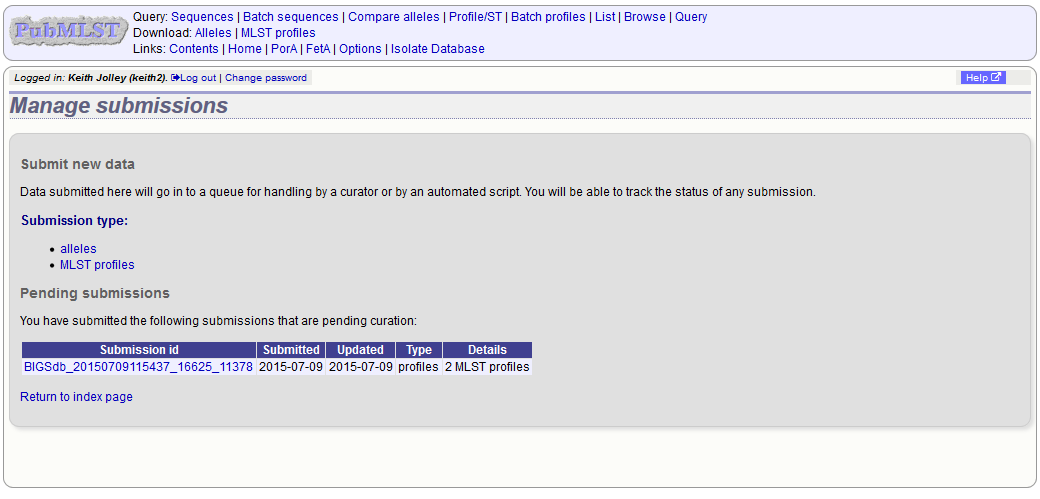 PubMLST
Query: Sequences | Batch sequences | Compare alleles | Profile/ST | Batch profiles | List | Browse | Query
Download: Alleles | MLST profiles
Links: Contents | Home | PorA | FetA | Options | Isolate Database
Logged in: Keith Jolley (keith2). Log out | Change password
Help
Manage submissions
Submit new data
Data submitted here will go in to a queue for handling by a curator or by an automated script. You will be able to track the status of any submission.
Submission type:
• alleles
• MLST profiles
Pending submissions
You have submitted the following submissions that are pending curation:
Submission id Submitted Updated Type Details
BIGSdb_20150709115437_16625_11378 2015-07-09 2015-07-09 profiles 2 MLST profiles
Return to index page